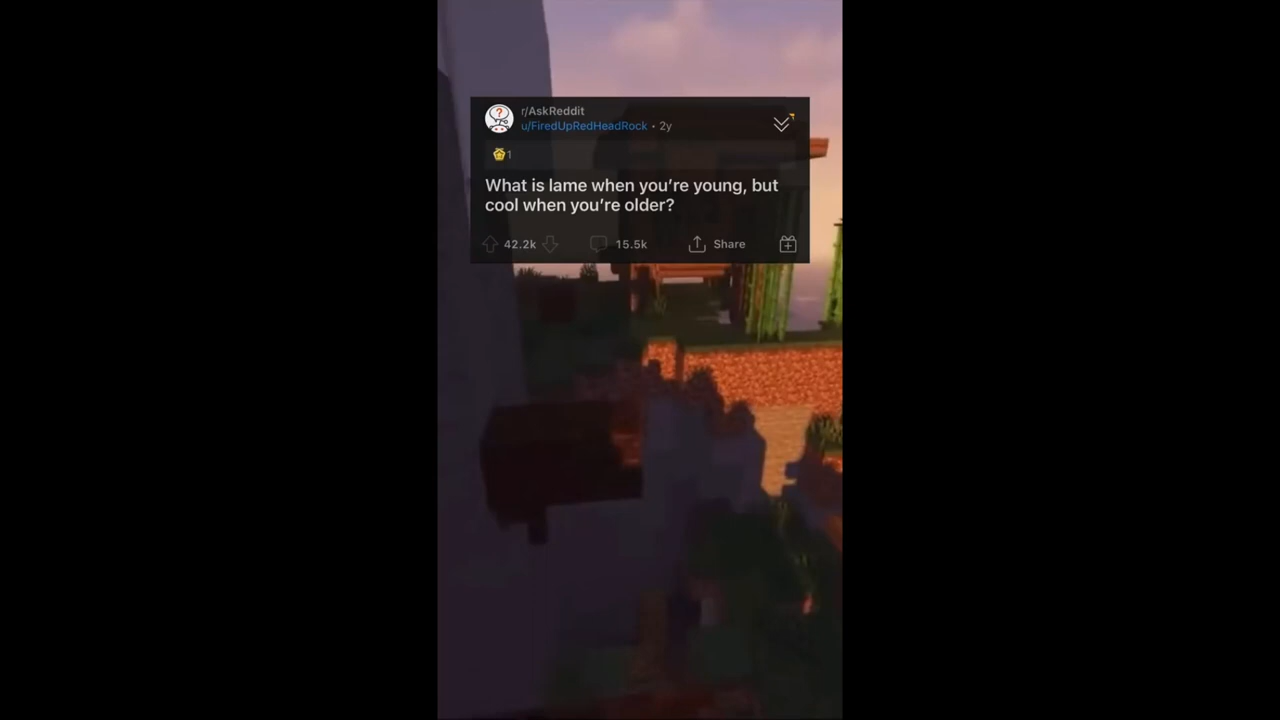 r/AskReddit
u/FiredUpRedHeadRock • 2y
1
What is lame when you're young, but
cool when you're older?
42.2k 15.5k Share